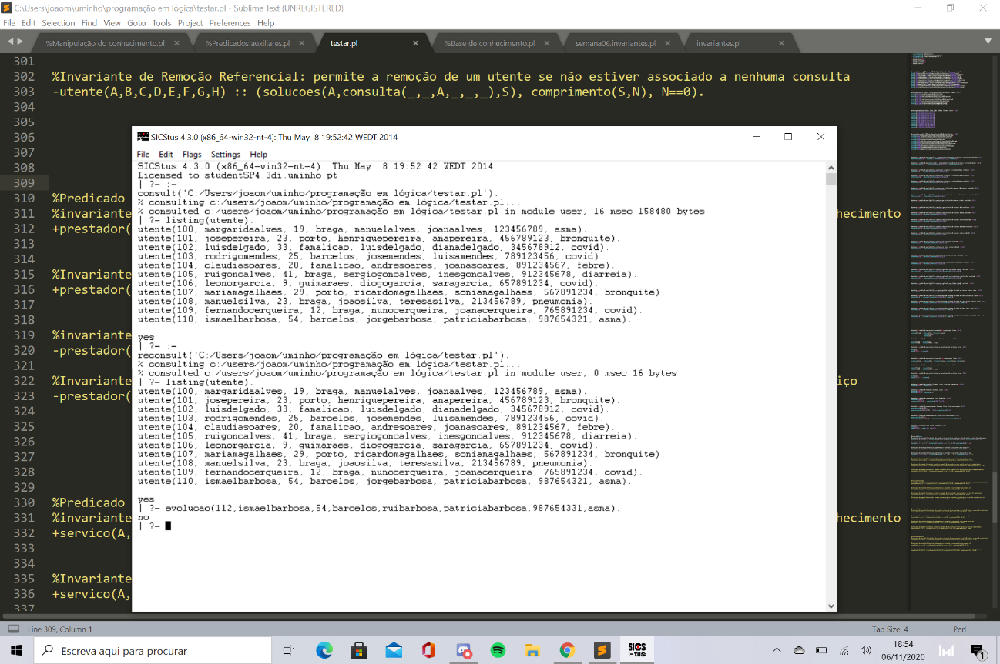 C:\Users\joaom\uminho\programação em lógica\testar.pl - Sublime Text (UNREGISTERED)
File Edit Selection Find View Goto Tools Project Preferences Help
%Manipulação do conhecimento.pl %Predicados auxiliares.pl testar.pl %Base de conhecimento.pl semana06.invariantes.pl invariantes.pl
301
302 %Invariante de Remoção Referencial: permite a remoção de um utente se não estiver associado a nenhuma consulta
303 -utente(A,B,C,D,E,F,G,H) :: (solucoes(A,consulta(_,_,A,_,_,_),S), comprimento(S,N), N==0).
304
305
306
307
308
309
310 %Predicado
311 %invariante hecimento
312 +prestador(
313
314
315 %Invariante
316 +prestador(
317
318
319 %invariante
320 -prestador(
321
322 %Invariante iço
323 -prestador(
324
325
326
327
328
329
330 %Predicado
331 %invariante hecimento
332 +servico(A,
333
334
335 %Invariante
336 +servico(A,
337
SICStus 4.3.0 (x86_64-win32-nt-4): Thu May 8 19:52:42 WEDT 2014
File Edit Flags Settings Help
SICStus 4.3.0 (x86_64-win32-nt-4): Thu May 8 19:52:42 WEDT 2014
Licensed to studentSP4.3di.uminho.pt
| ?- :-
consult('C:/Users/joaom/uminho/programação em lógica/testar.pl').
% consulting c:/users/joaom/uminho/programação em lógica/testar.pl...
% consulted c:/users/joaom/uminho/programação em lógica/testar.pl in module user, 16 msec 158480 bytes
| ?- listing(utente).
utente(100, margaridaalves, 19, braga, manuelalves, joanaalves, 123456789, asma).
utente(101, josepereira, 23, porto, henriquepereira, anapereira, 456789123, bronquite).
utente(102, luisdelgado, 33, famalicao, luisdelgado, dianadelgado, 345678912, covid).
utente(103, rodrigomendes, 25, barcelos, josemendes, luisamendes, 789123456, covid).
utente(104, claudiasoares, 20, famalicao, andresoares, joanasoares, 891234567, febre).
utente(105, ruigoncalves, 41, braga, sergiogoncalves, inesgoncalves, 912345678, diarreia).
utente(106, leonorgarcia, 9, guimaraes, diogogarcia, saragarcia, 657891234, covid).
utente(107, mariamagalhaes, 29, porto, ricardomagalhaes, soniamagalhaes, 567891234, bronquite).
utente(108, manuelsilva, 23, braga, joaosilva, teresasilva, 213456789, pneumonia).
utente(109, fernandocerqueira, 12, braga, nunocerqueira, joanacerqueira, 765891234, covid).
utente(110, ismaelbarbosa, 54, barcelos, jorgebarbosa, patriciabarbosa, 987654321, asma).
yes
| ?- :-
reconsult('C:/Users/joaom/uminho/programação em lógica/testar.pl').
% consulting c:/users/joaom/uminho/programação em lógica/testar.pl...
% consulted c:/users/joaom/uminho/programação em lógica/testar.pl in module user, 0 msec 16 bytes
| ?- listing(utente).
utente(100, margaridaalves, 19, braga, manuelalves, joanaalves, 123456789, asma).
utente(101, josepereira, 23, porto, henriquepereira, anapereira, 456789123, bronquite).
utente(102, luisdelgado, 33, famalicao, luisdelgado, dianadelgado, 345678912, covid).
utente(103, rodrigomendes, 25, barcelos, josemendes, luisamendes, 789123456, covid).
utente(104, claudiasoares, 20, famalicao, andresoares, joanasoares, 891234567, febre).
utente(105, ruigoncalves, 41, braga, sergiogoncalves, inesgoncalves, 912345678, diarreia).
utente(106, leonorgarcia, 9, guimaraes, diogogarcia, saragarcia, 657891234, covid).
utente(107, mariamagalhaes, 29, porto, ricardomagalhaes, soniamagalhaes, 567891234, bronquite).
utente(108, manuelsilva, 23, braga, joaosilva, teresasilva, 213456789, pneumonia).
utente(109, fernandocerqueira, 12, braga, nunocerqueira, joanacerqueira, 765891234, covid).
utente(110, ismaelbarbosa, 54, barcelos, jorgebarbosa, patriciabarbosa, 987654321, asma).
yes
| ?- evolucao(112,ismaelbarbosa,54,barcelos,ruibarbosa,patriciabarbosa,987654331,asma).
no
| ?-
Line 309, Column 1 Tab Size: 4 Perl
Escreve aqui para procurar
SICS
:-tus
18:54
06/11/2020
1